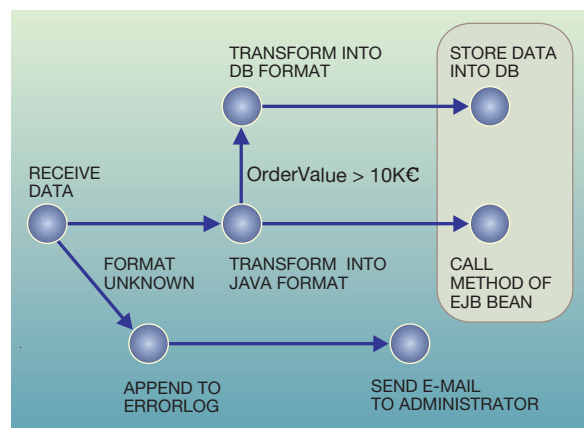 TRANSFORM INTO
DB FORMAT
STORE DATA
INTO DB
RECEIVE
DATA
OrderValue > 10K€
FORMAT
UNKNOWN
TRANSFORM INTO
JAVA FORMAT
CALL
METHOD OF
EJB BEAN
APPEND TO
ERRORLOG
SEND E-MAIL
TO ADMINISTRATOR